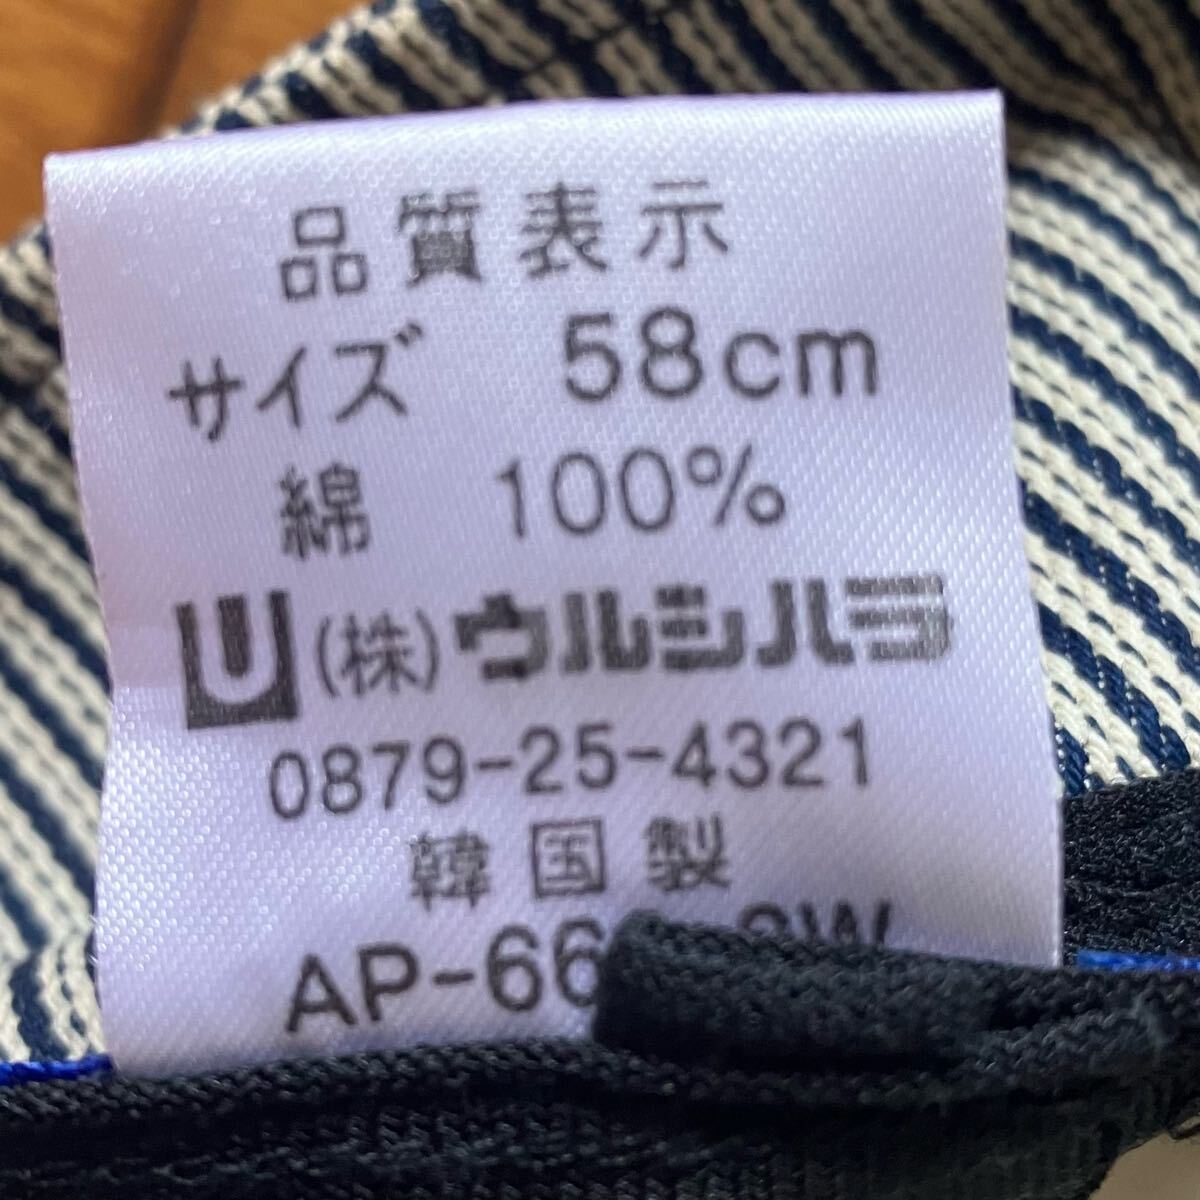 品質表示
サイズ 58cm
綿 100%
U (株)ウルシハラ
0879-25-4321
韓国製